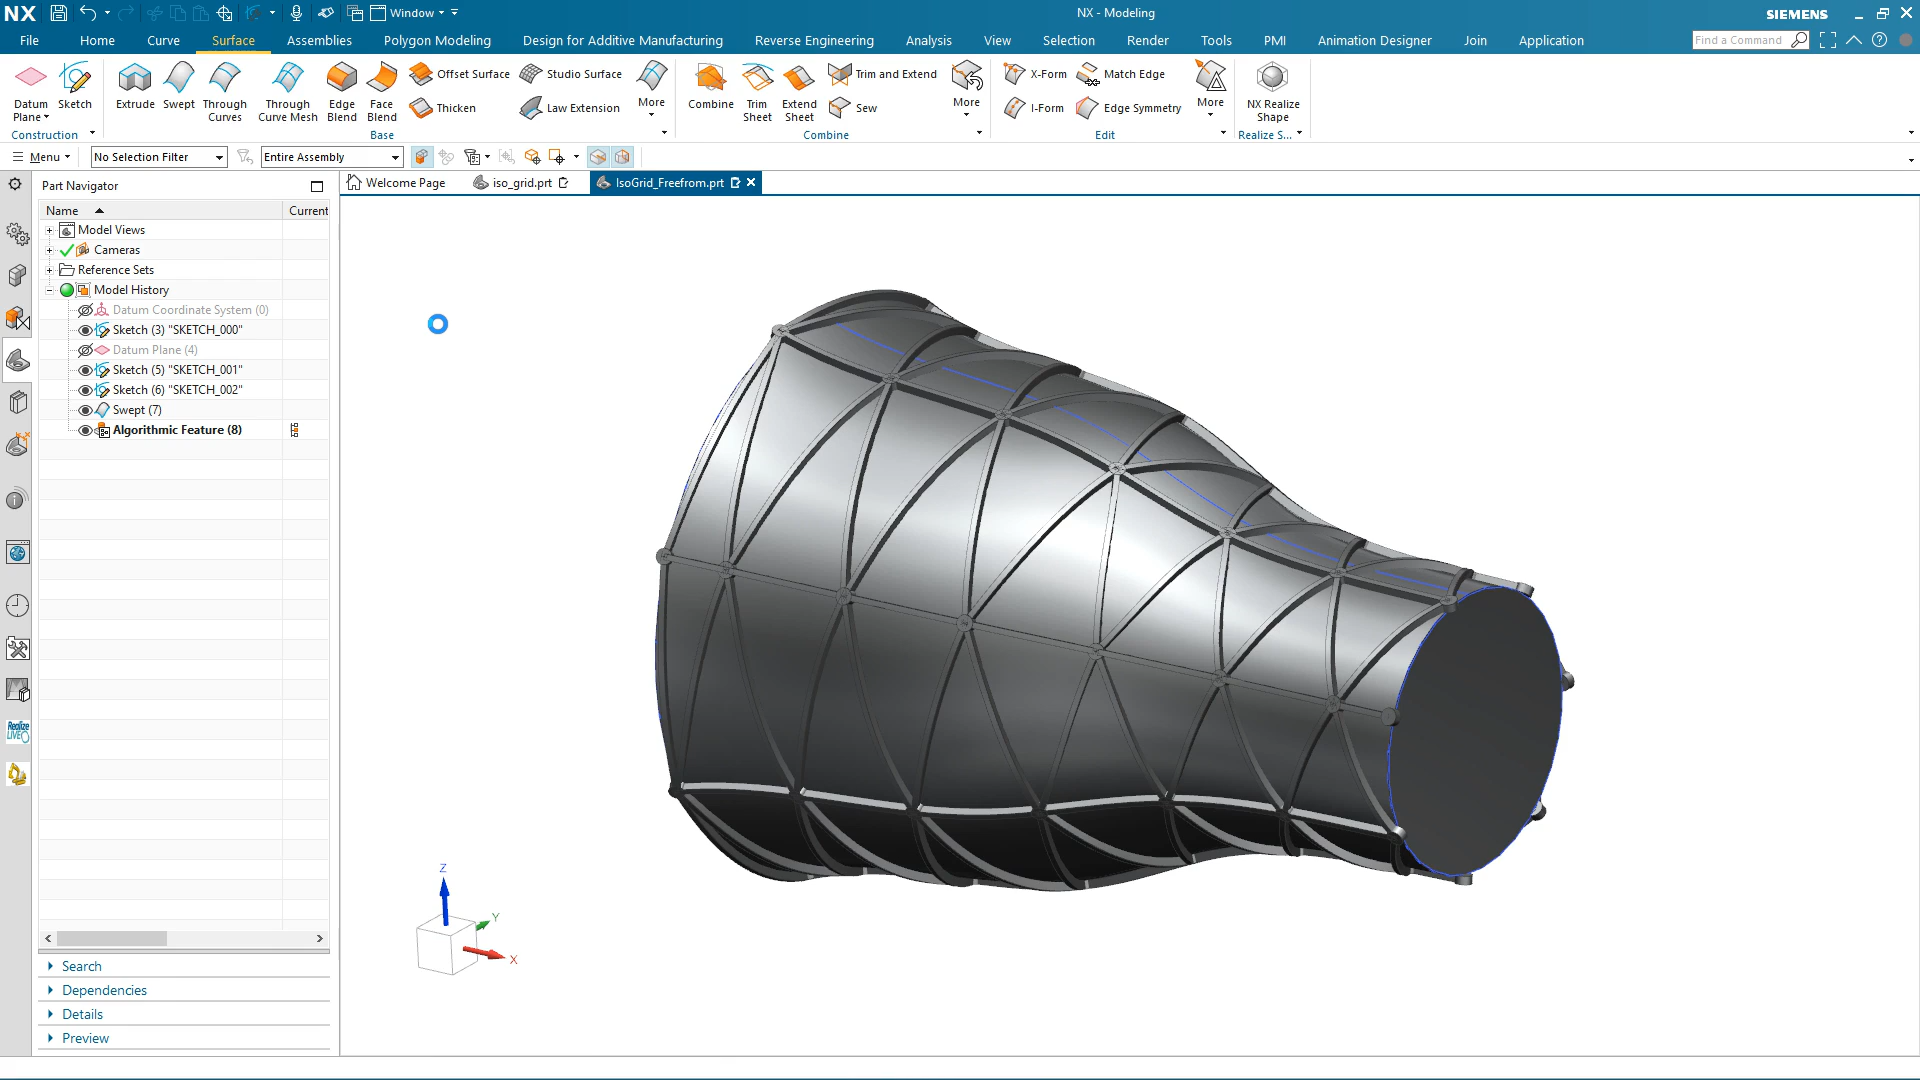 NX
Window
NX - Modeling
SIEMENS
File
Home
Curve
Surface
Assemblies
Polygon Modeling
Design for Additive Manufacturing
Reverse Engineering
Analysis
View
Selection
Render
Tools
PMI
Animation Designer
Join
Application
Find a Command
Datum Plane
Sketch
Extrude
Swept
Through Curves
Through Curve Mesh
Edge Blend
Face Blend
Offset Surface
Thicken
Studio Surface
Law Extension
More
Combine
Trim Sheet
Extend Sheet
Trim and Extend
Sew
More
X-Form
I-Form
Match Edge
Edge Symmetry
More
NX Realize Shape
Construction
Base
Combine
Edit
Realize S...
Menu
No Selection Filter
Entire Assembly
Part Navigator
Welcome Page
iso_grid.prt
IsoGrid_Freefrom.prt
Name
Current
Model Views
Cameras
Reference Sets
Model History
Datum Coordinate System (0)
Sketch (3) "SKETCH_000"
Datum Plane (4)
Sketch (5) "SKETCH_001"
Sketch (6) "SKETCH_002"
Swept (7)
Algorithmic Feature (8)
Realize
LIVE
Z
Y
X
Search
Dependencies
Details
Preview